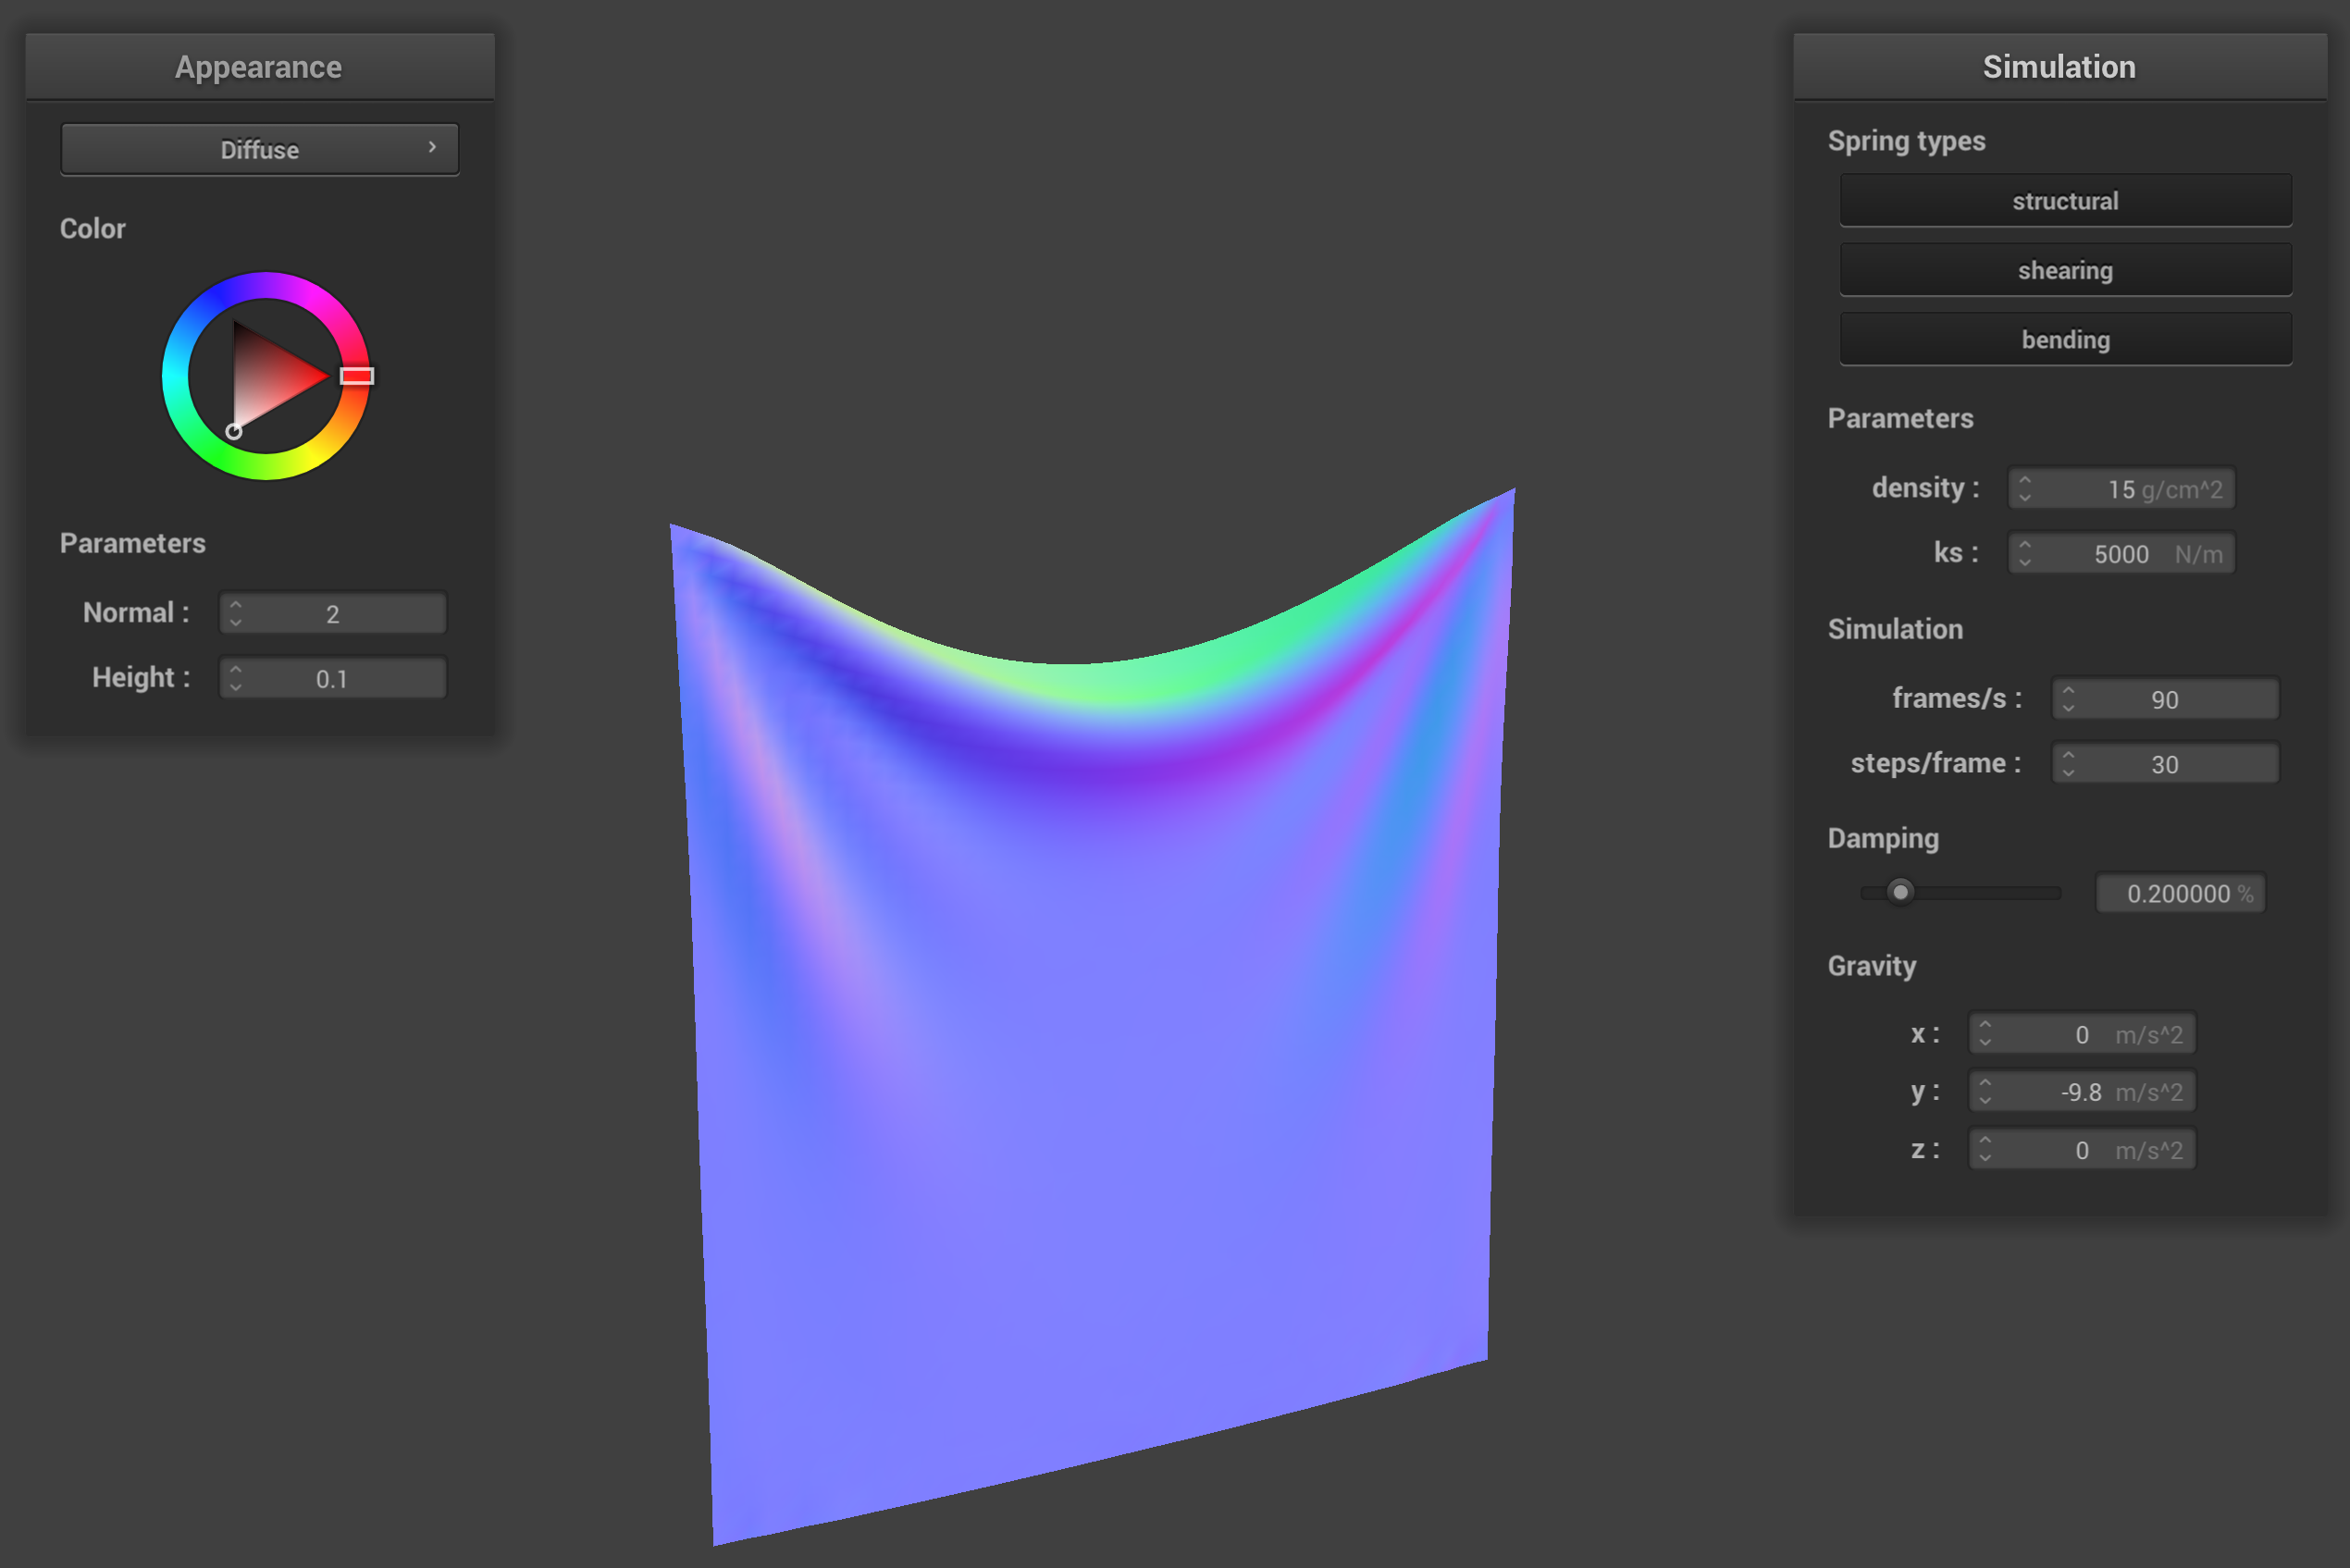 Appearance
Diffuse
Color
Parameters
Normal : 2
Height : 0.1
Simulation
Spring types
structural
shearing
bending
Parameters
density : 15 g/cm^2
ks : 5000 N/m
Simulation
frames/s : 90
steps/frame : 30
Damping
0.200000 %
Gravity
x : 0 m/s^2
y : -9.8 m/s^2
z : 0 m/s^2